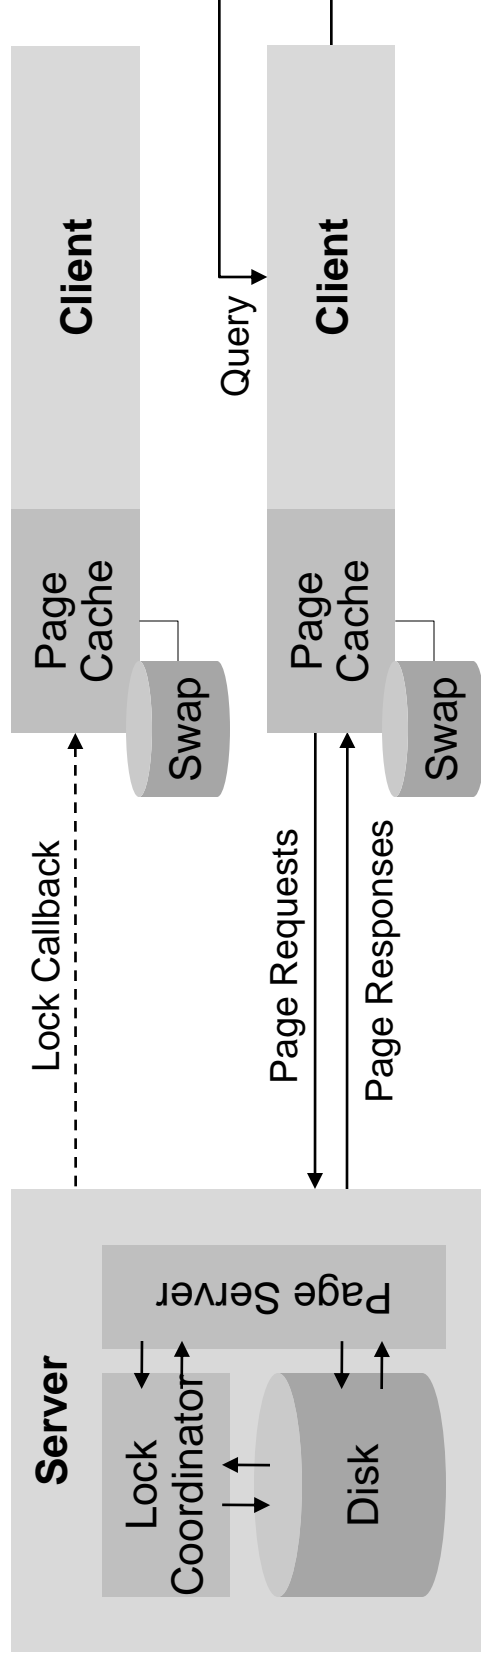 Server
Lock
Coordinator
Disk
Page Server
Lock Callback
Page Requests
Page Responses
Page
Cache
Swap
Client
Page
Cache
Swap
Query
Client